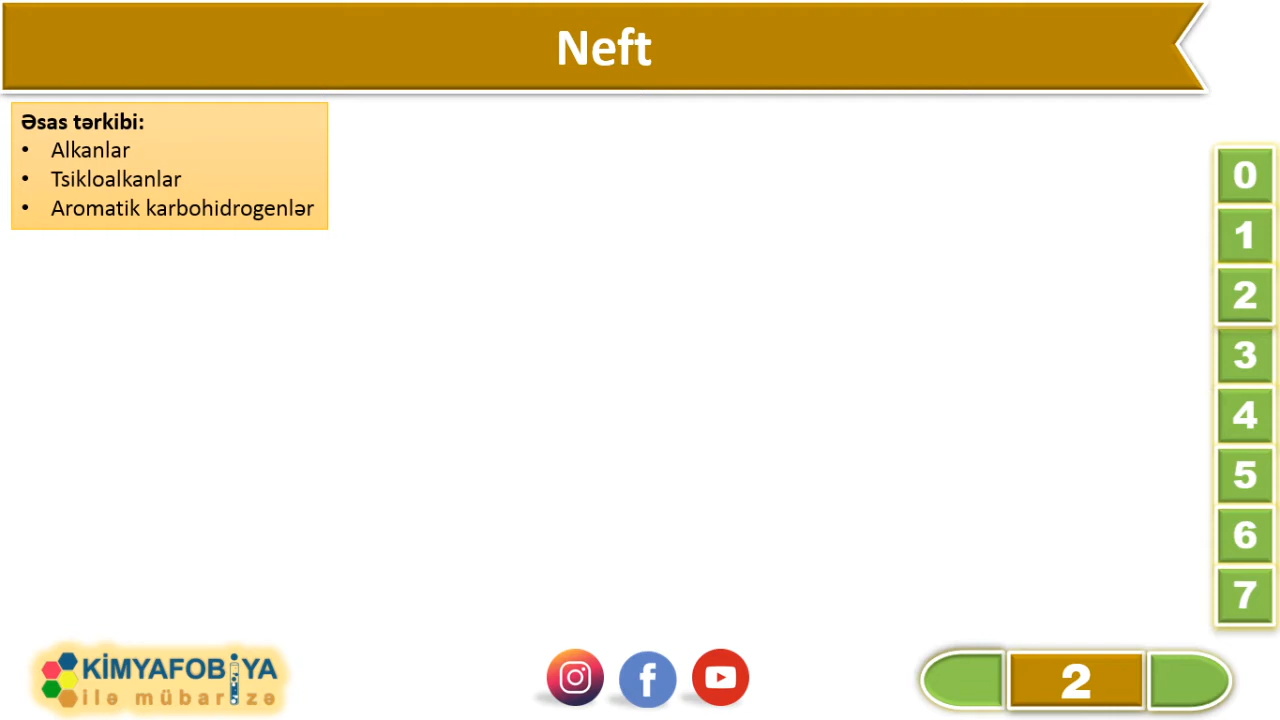 Neft
Əsas tərkibi:
• Alkanlar
• Tsikloalkanlar
• Aromatik karbohidrogenlər
0
1
2
3
4
5
6
7
KİMYAFOBİYA
ilə mübarizə
2